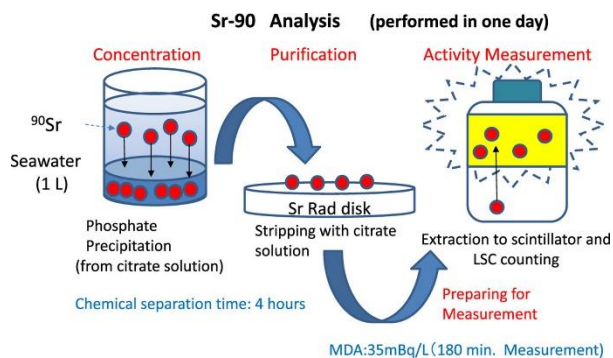 Sr-90 Analysis (performed in one day)
Concentration
Purification
Activity Measurement
⁹⁰Sr
Seawater
(1 L)
Phosphate
Precipitation
(from citrate solution)
Sr Rad disk
Stripping with citrate
solution
Extraction to scintillator and
LSC counting
Chemical separation time: 4 hours
Preparing for
Measurement
MDA:35mBq/L(180 min. Measurement)